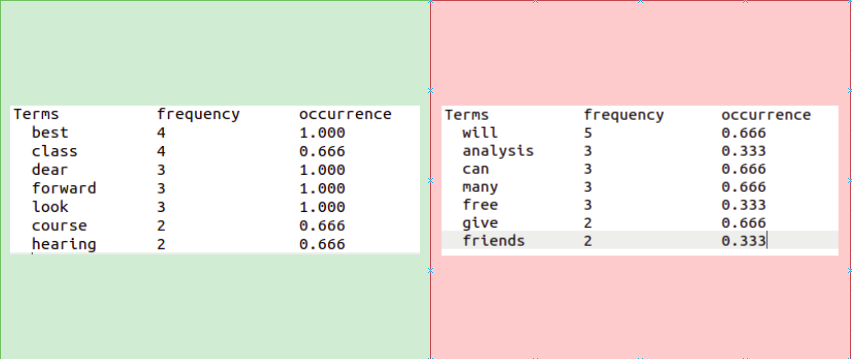 Terms frequency occurrence
best 4 1.000
class 4 0.666
dear 3 1.000
forward 3 1.000
look 3 1.000
course 2 0.666
hearing 2 0.666
Terms frequency occurrence
will 5 0.666
analysis 3 0.333
can 3 0.666
many 3 0.666
free 3 0.333
give 2 0.666
friends 2 0.333